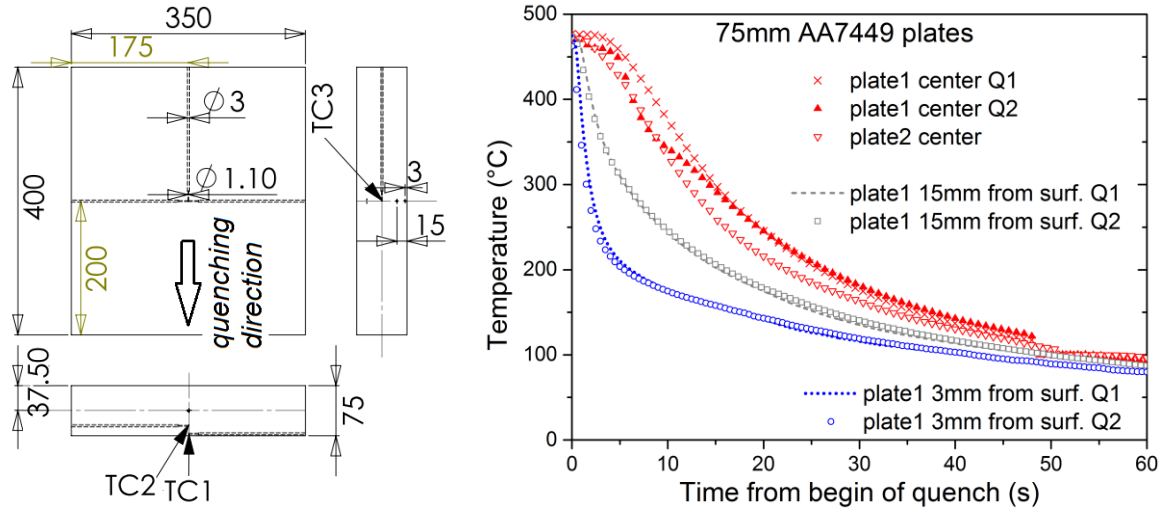 350
175
∅3
∅1.10
400
200
quenching
direction
TC3
3
15
37.50
75
TC2
TC1
75mm AA7449 plates
plate1 center Q1
plate1 center Q2
plate2 center
plate1 15mm from surf. Q1
plate1 15mm from surf. Q2
plate1 3mm from surf. Q1
plate1 3mm from surf. Q2
Temperature (°C)
500
400
300
200
100
0
0 10 20 30 40 50 60
Time from begin of quench (s)